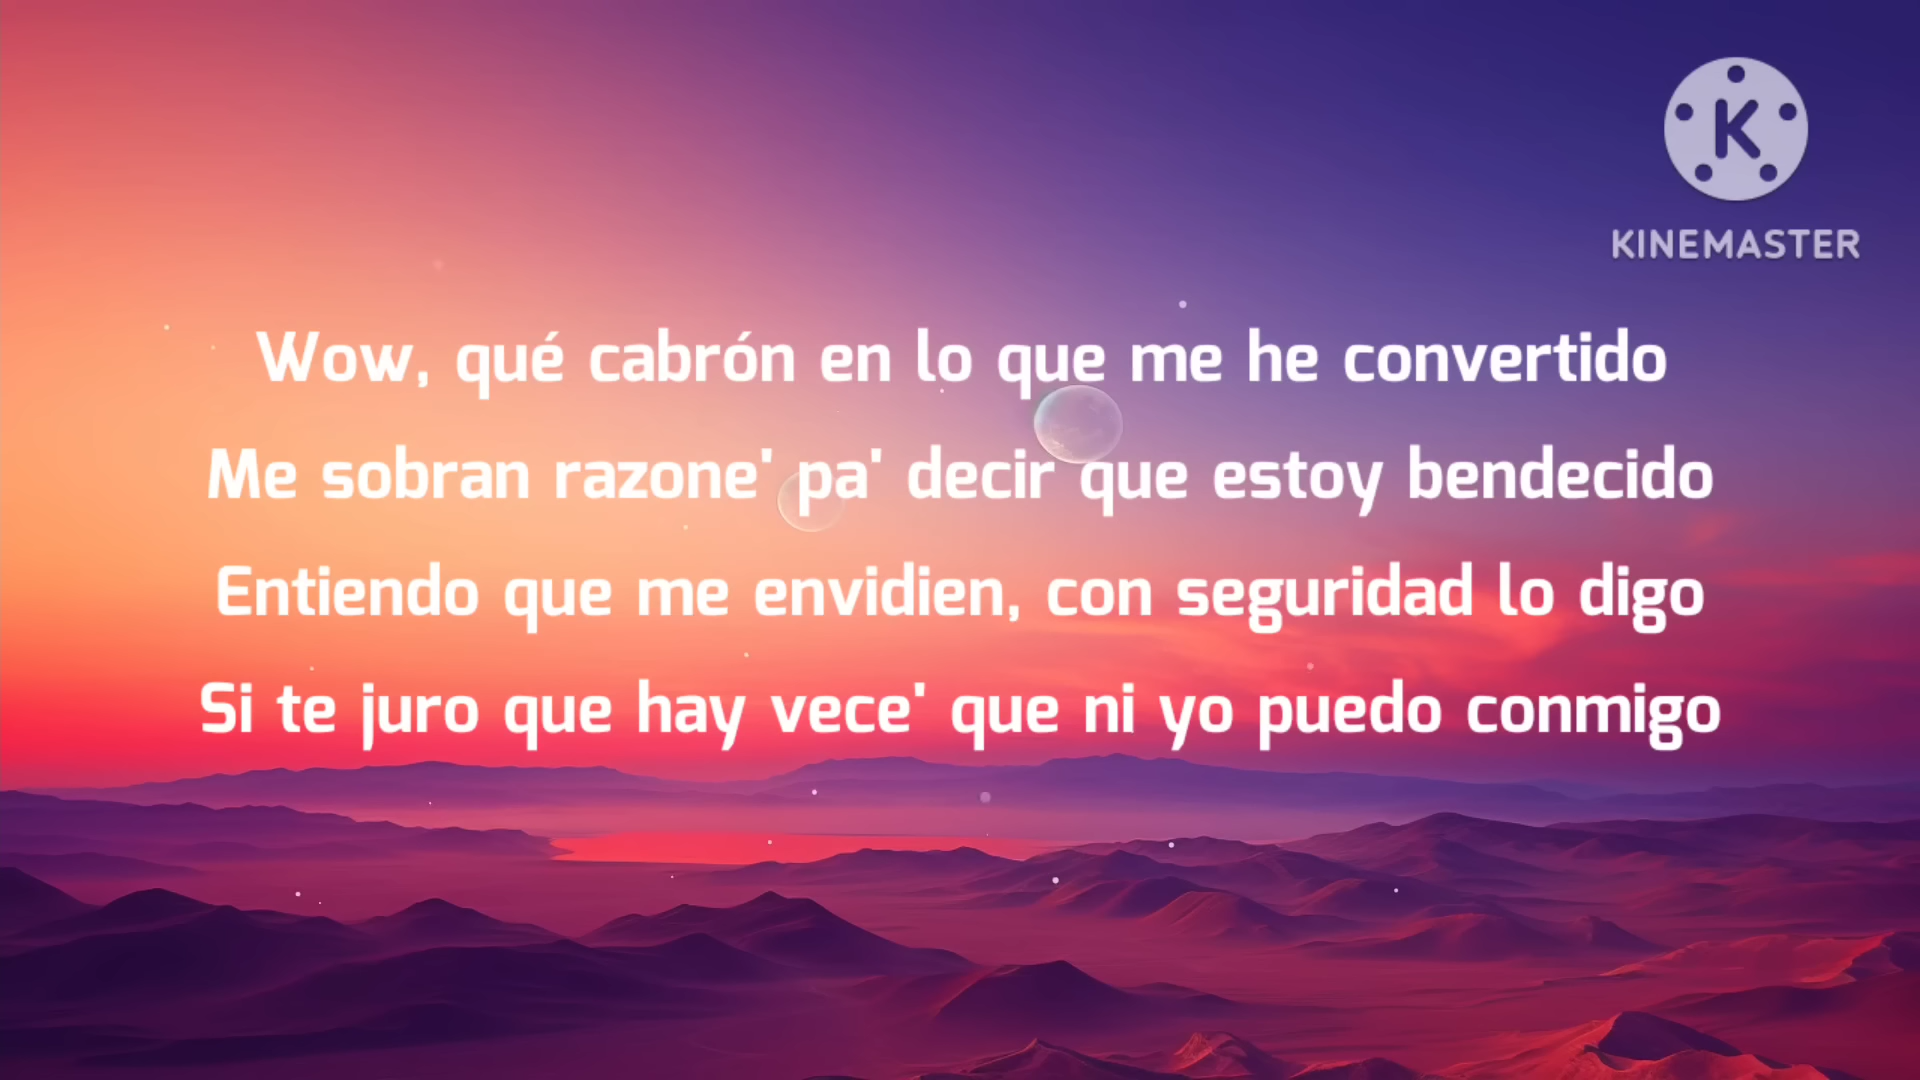 KINEMASTER
Wow, qué cabrón en lo que me he convertido
Me sobran razone' pa' decir que estoy bendecido
Entiendo que me envidien, con seguridad lo digo
Si te juro que hay vece' que ni yo puedo conmigo